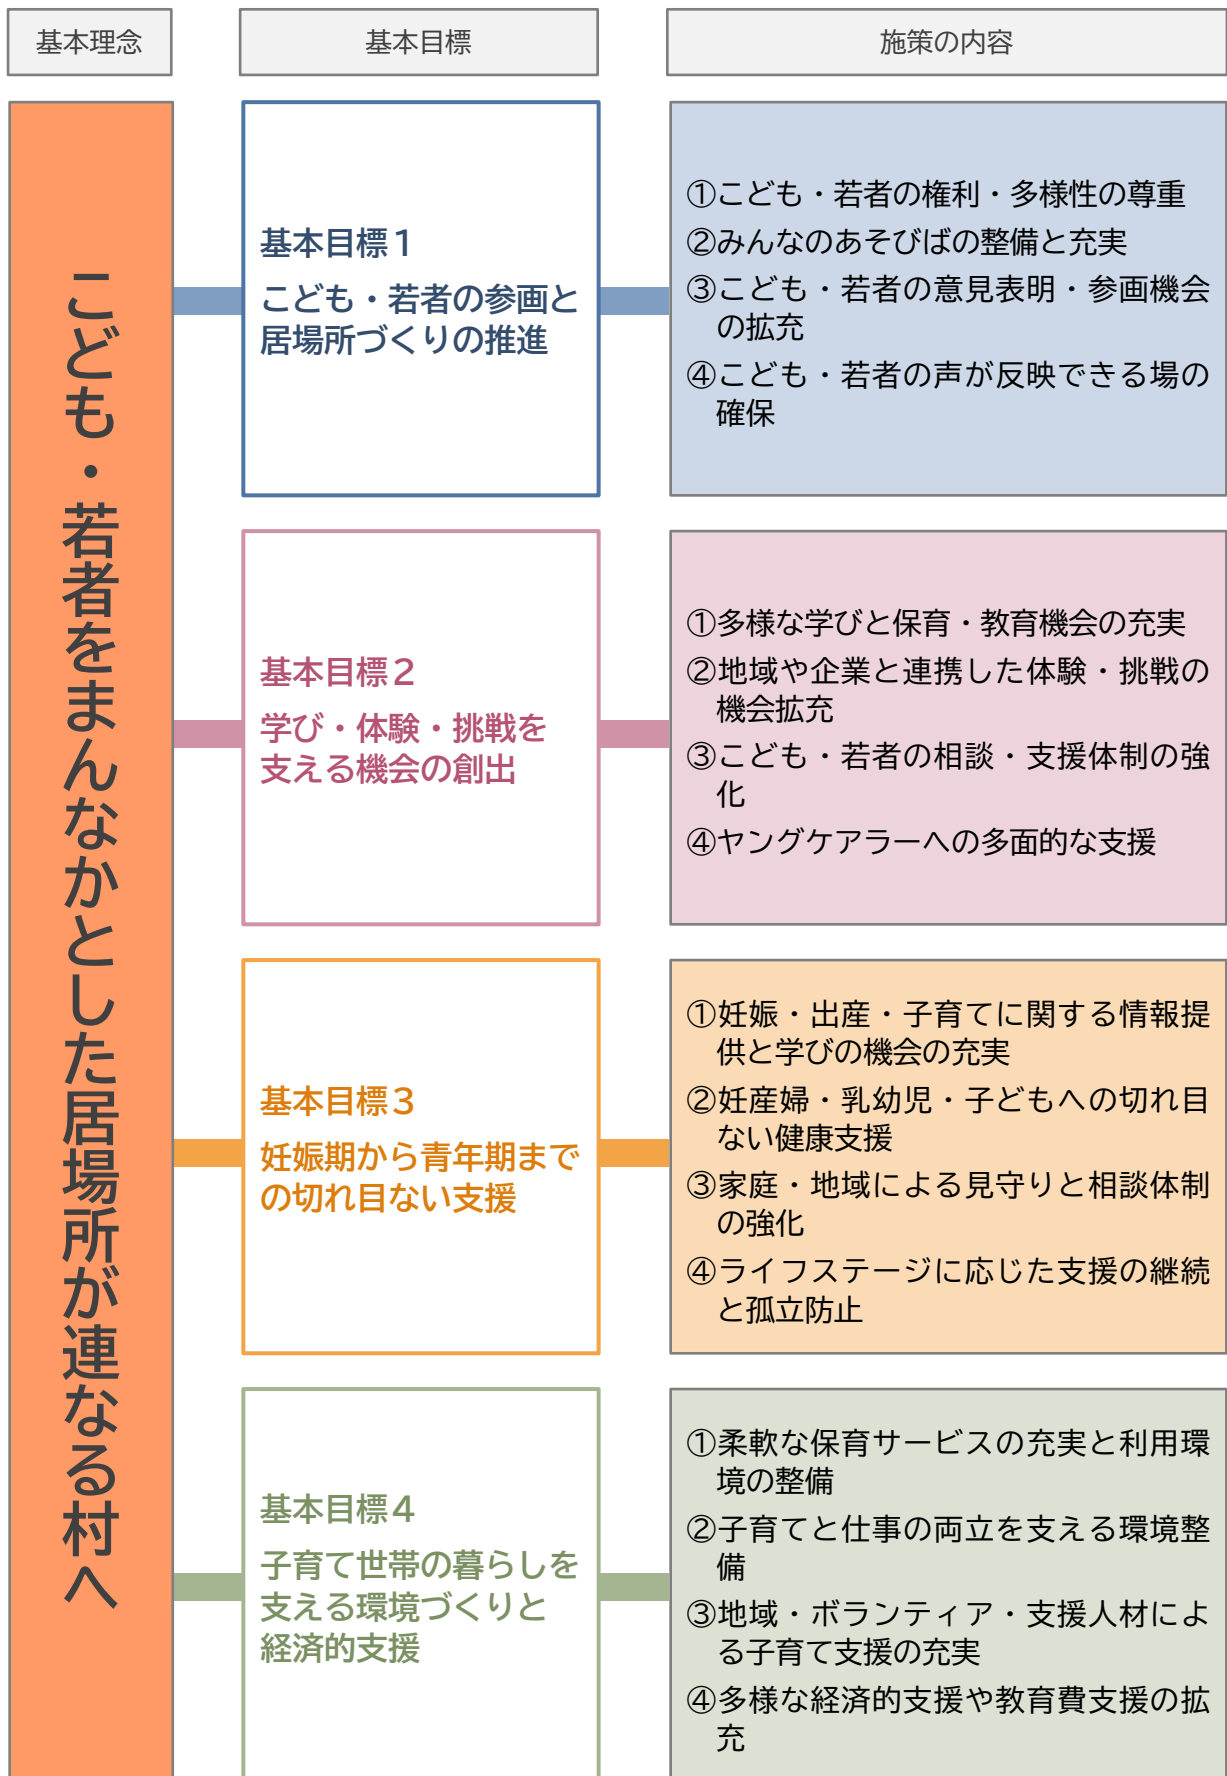 基本理念
基本目標
施策の内容
こども・若者をまんなかとした居場所が連なる村へ
基本目標１
こども・若者の参画と
居場所づくりの推進
①こども・若者の権利・多様性の尊重
②みんなのあそびばの整備と充実
③こども・若者の意見表明・参画機会
の拡充
④こども・若者の声が反映できる場の
確保
基本目標２
学び・体験・挑戦を
支える機会の創出
①多様な学びと保育・教育機会の充実
②地域や企業と連携した体験・挑戦の
機会拡充
③こども・若者の相談・支援体制の強
化
④ヤングケアラーへの多面的な支援
基本目標３
妊娠期から青年期まで
の切れ目ない支援
①妊娠・出産・子育てに関する情報提
供と学びの機会の充実
②妊産婦・乳幼児・子どもへの切れ目
ない健康支援
③家庭・地域による見守りと相談体制
の強化
④ライフステージに応じた支援の継続
と孤立防止
基本目標４
子育て世帯の暮らしを
支える環境づくりと
経済的支援
①柔軟な保育サービスの充実と利用環
境の整備
②子育てと仕事の両立を支える環境整
備
③地域・ボランティア・支援人材によ
る子育て支援の充実
④多様な経済的支援や教育費支援の拡
充